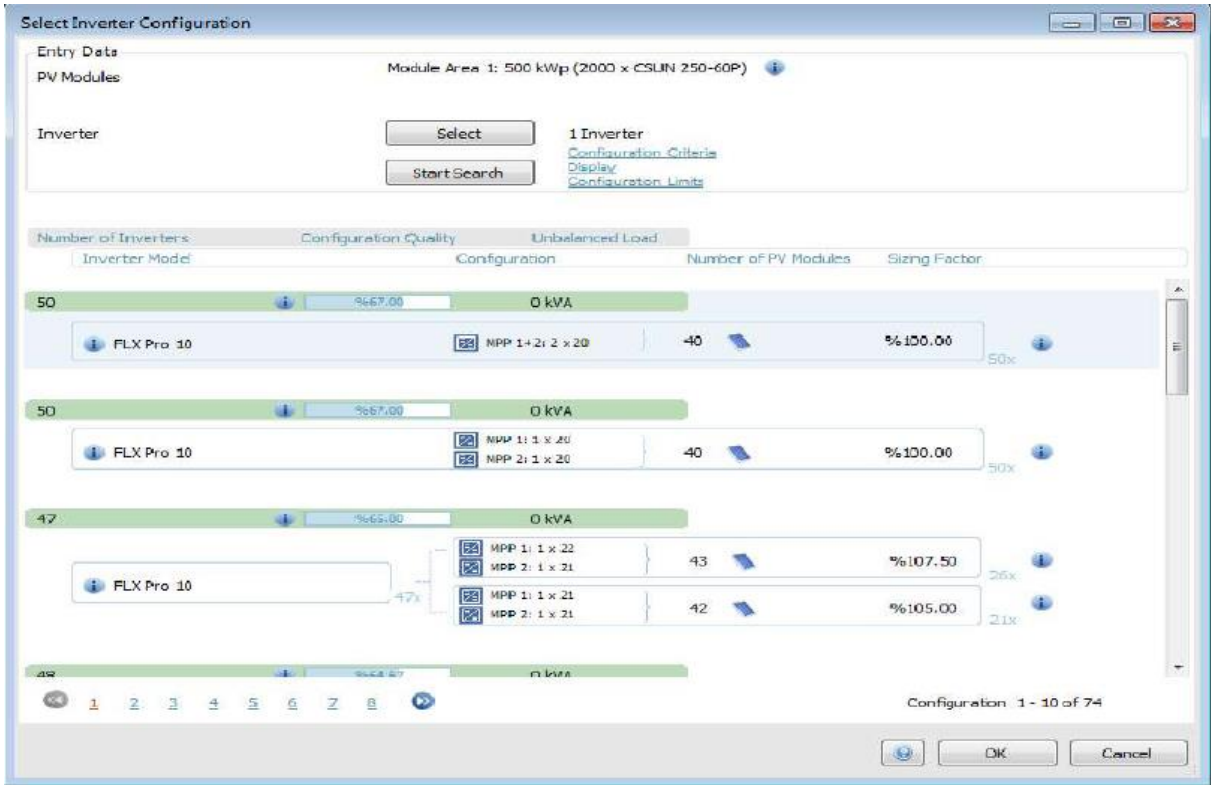 Select Inverter Configuration
Entry Data
PV Modules
Module Area 1: 500 kWp (2000 x CSUN 250-60P)
Inverter
Select
1 Inverter
Configuration Criteria
Display
Start Search
Configuration Limits
Number of Inverters Configuration Quality Unbalanced Load
Inverter Model Configuration Number of PV Modules Sizing Factor
50 %67.00 0 kVA
FLX Pro 10 MPP 1+2: 2 x 20 40 %100.00 50x
50 %67.00 0 kVA
MPP 1: 1 x 20
FLX Pro 10 40 %100.00
MPP 2: 1 x 20 50x
47 %65.00 0 kVA
MPP 1: 1 x 22
43 %107.50
MPP 2: 1 x 21 26x
FLX Pro 10
47x
MPP 1: 1 x 21
42 %105.00
MPP 2: 1 x 21 21x
48 %64.67 0 kVA
1 2 3 4 5 6 7 8 Configuration 1 - 10 of 74
OK Cancel